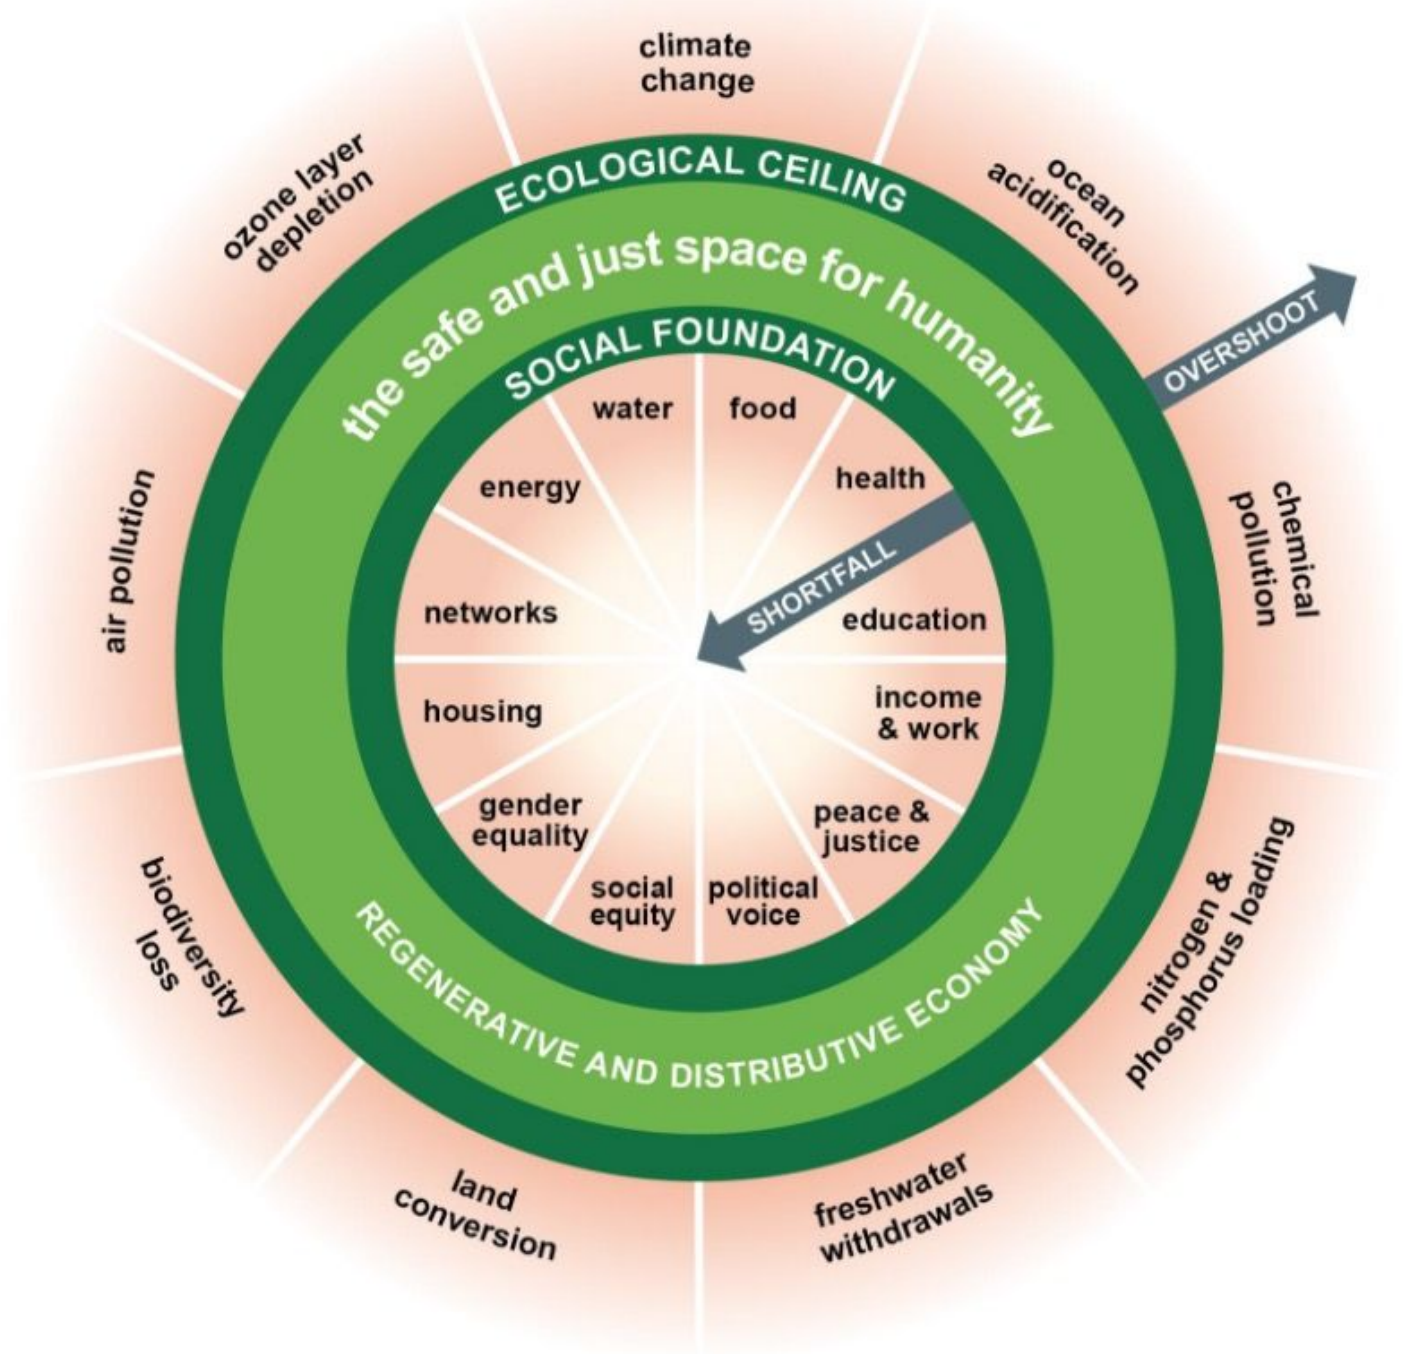 climate
change
ocean
acidification
OVERSHOOT
chemical
pollution
nitrogen &
phosphorus loading
freshwater
withdrawals
land
conversion
biodiversity
loss
air pollution
ozone layer
depletion
ECOLOGICAL CEILING
the safe and just space for humanity
SOCIAL FOUNDATION
water
food
health
SHORTFALL
education
income
& work
peace &
justice
political
voice
social
equity
gender
equality
housing
networks
energy
REGENERATIVE AND DISTRIBUTIVE ECONOMY